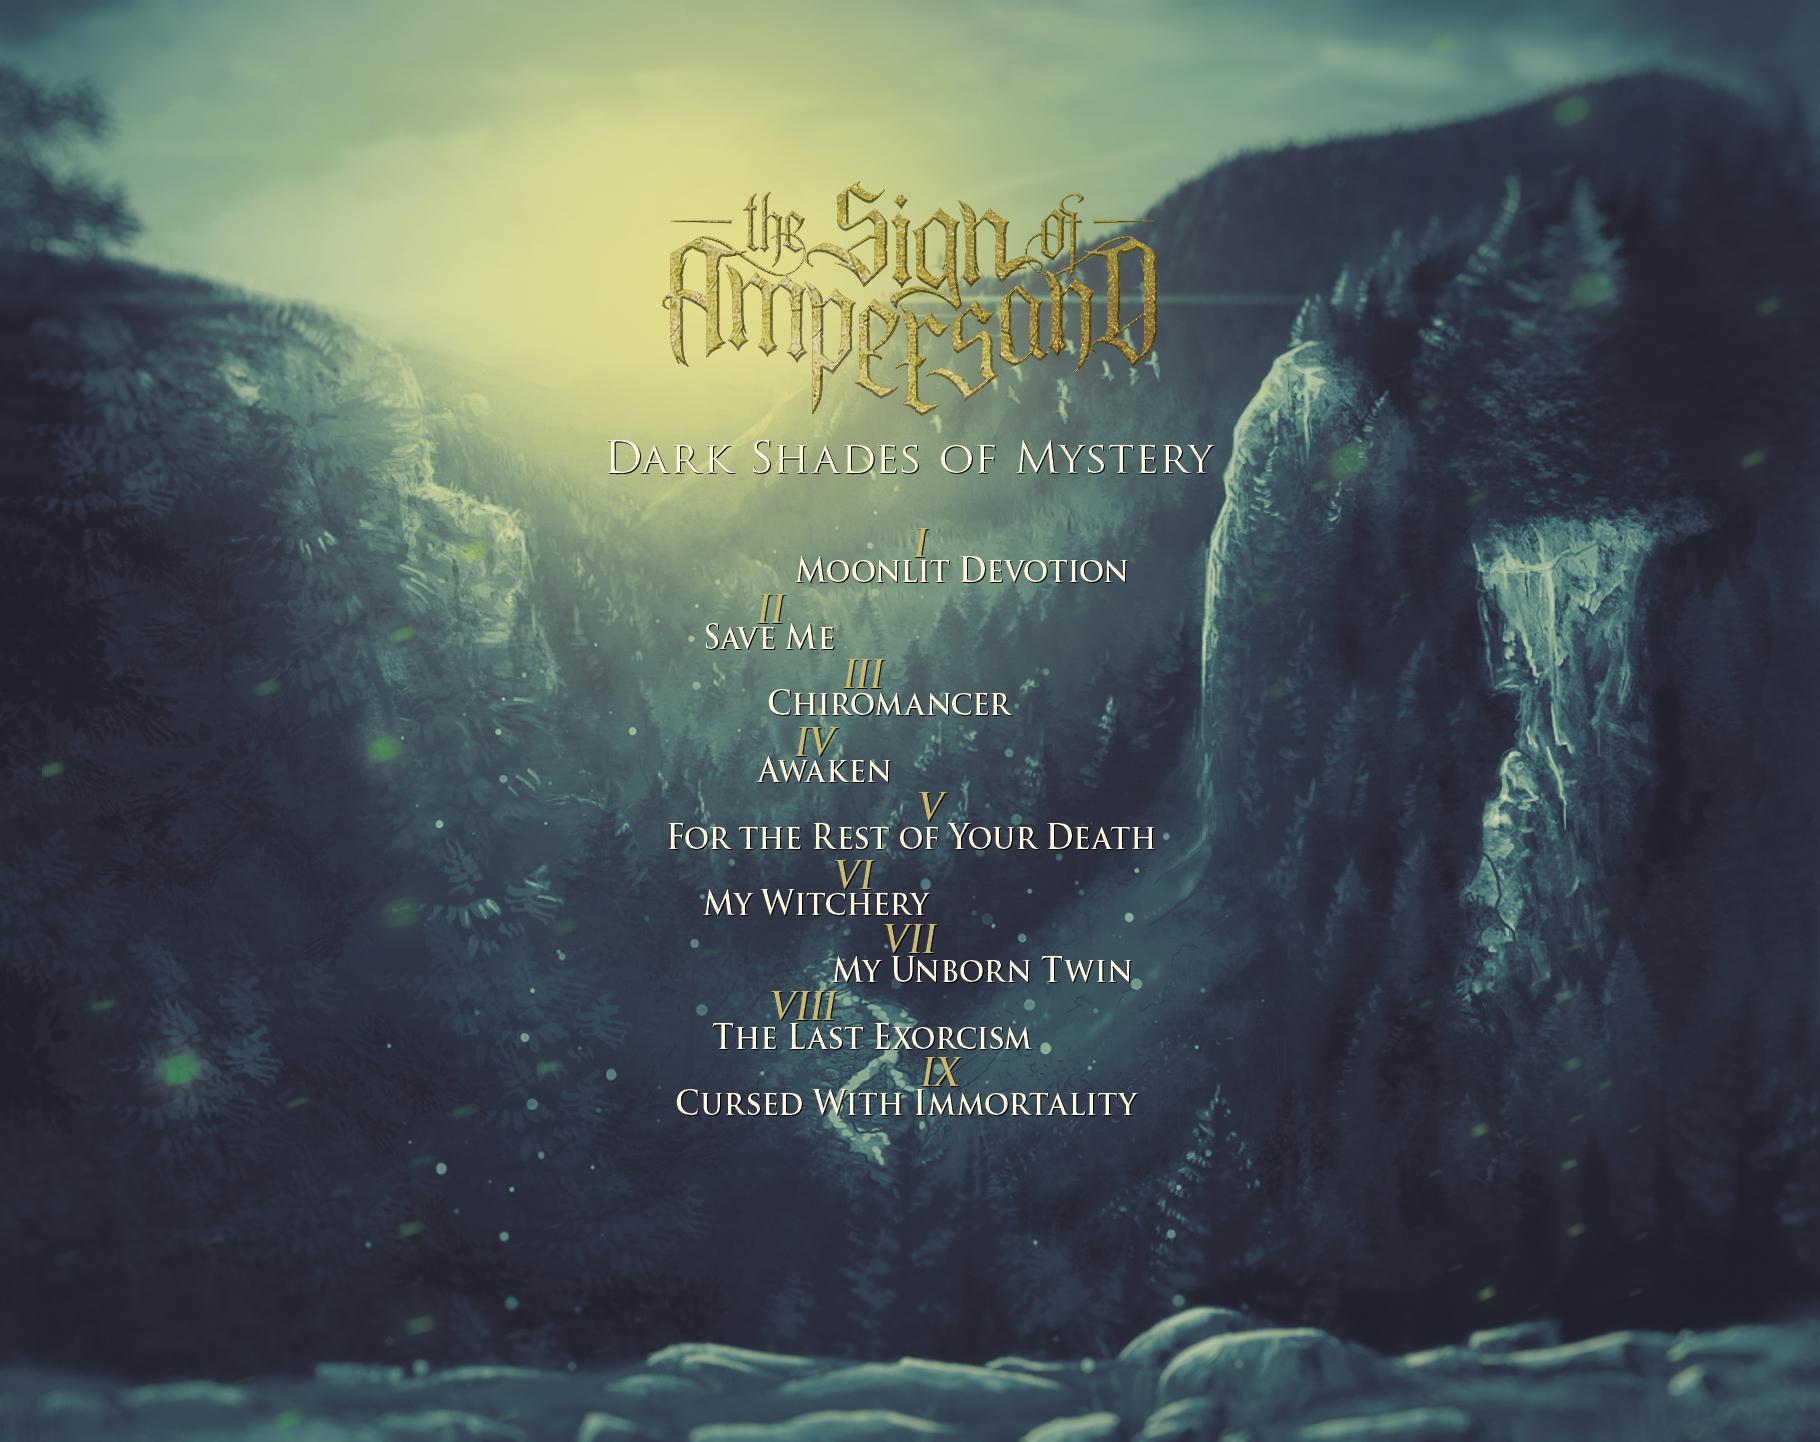 the Sign of
Ampersand
Dark Shades of Mystery
I
Moonlit Devotion
II
Save Me
III
Chiromancer
IV
Awaken
V
For the Rest of Your Death
VI
My Witchery
VII
My Unborn Twin
VIII
The Last Exorcism
IX
Cursed With Immortality